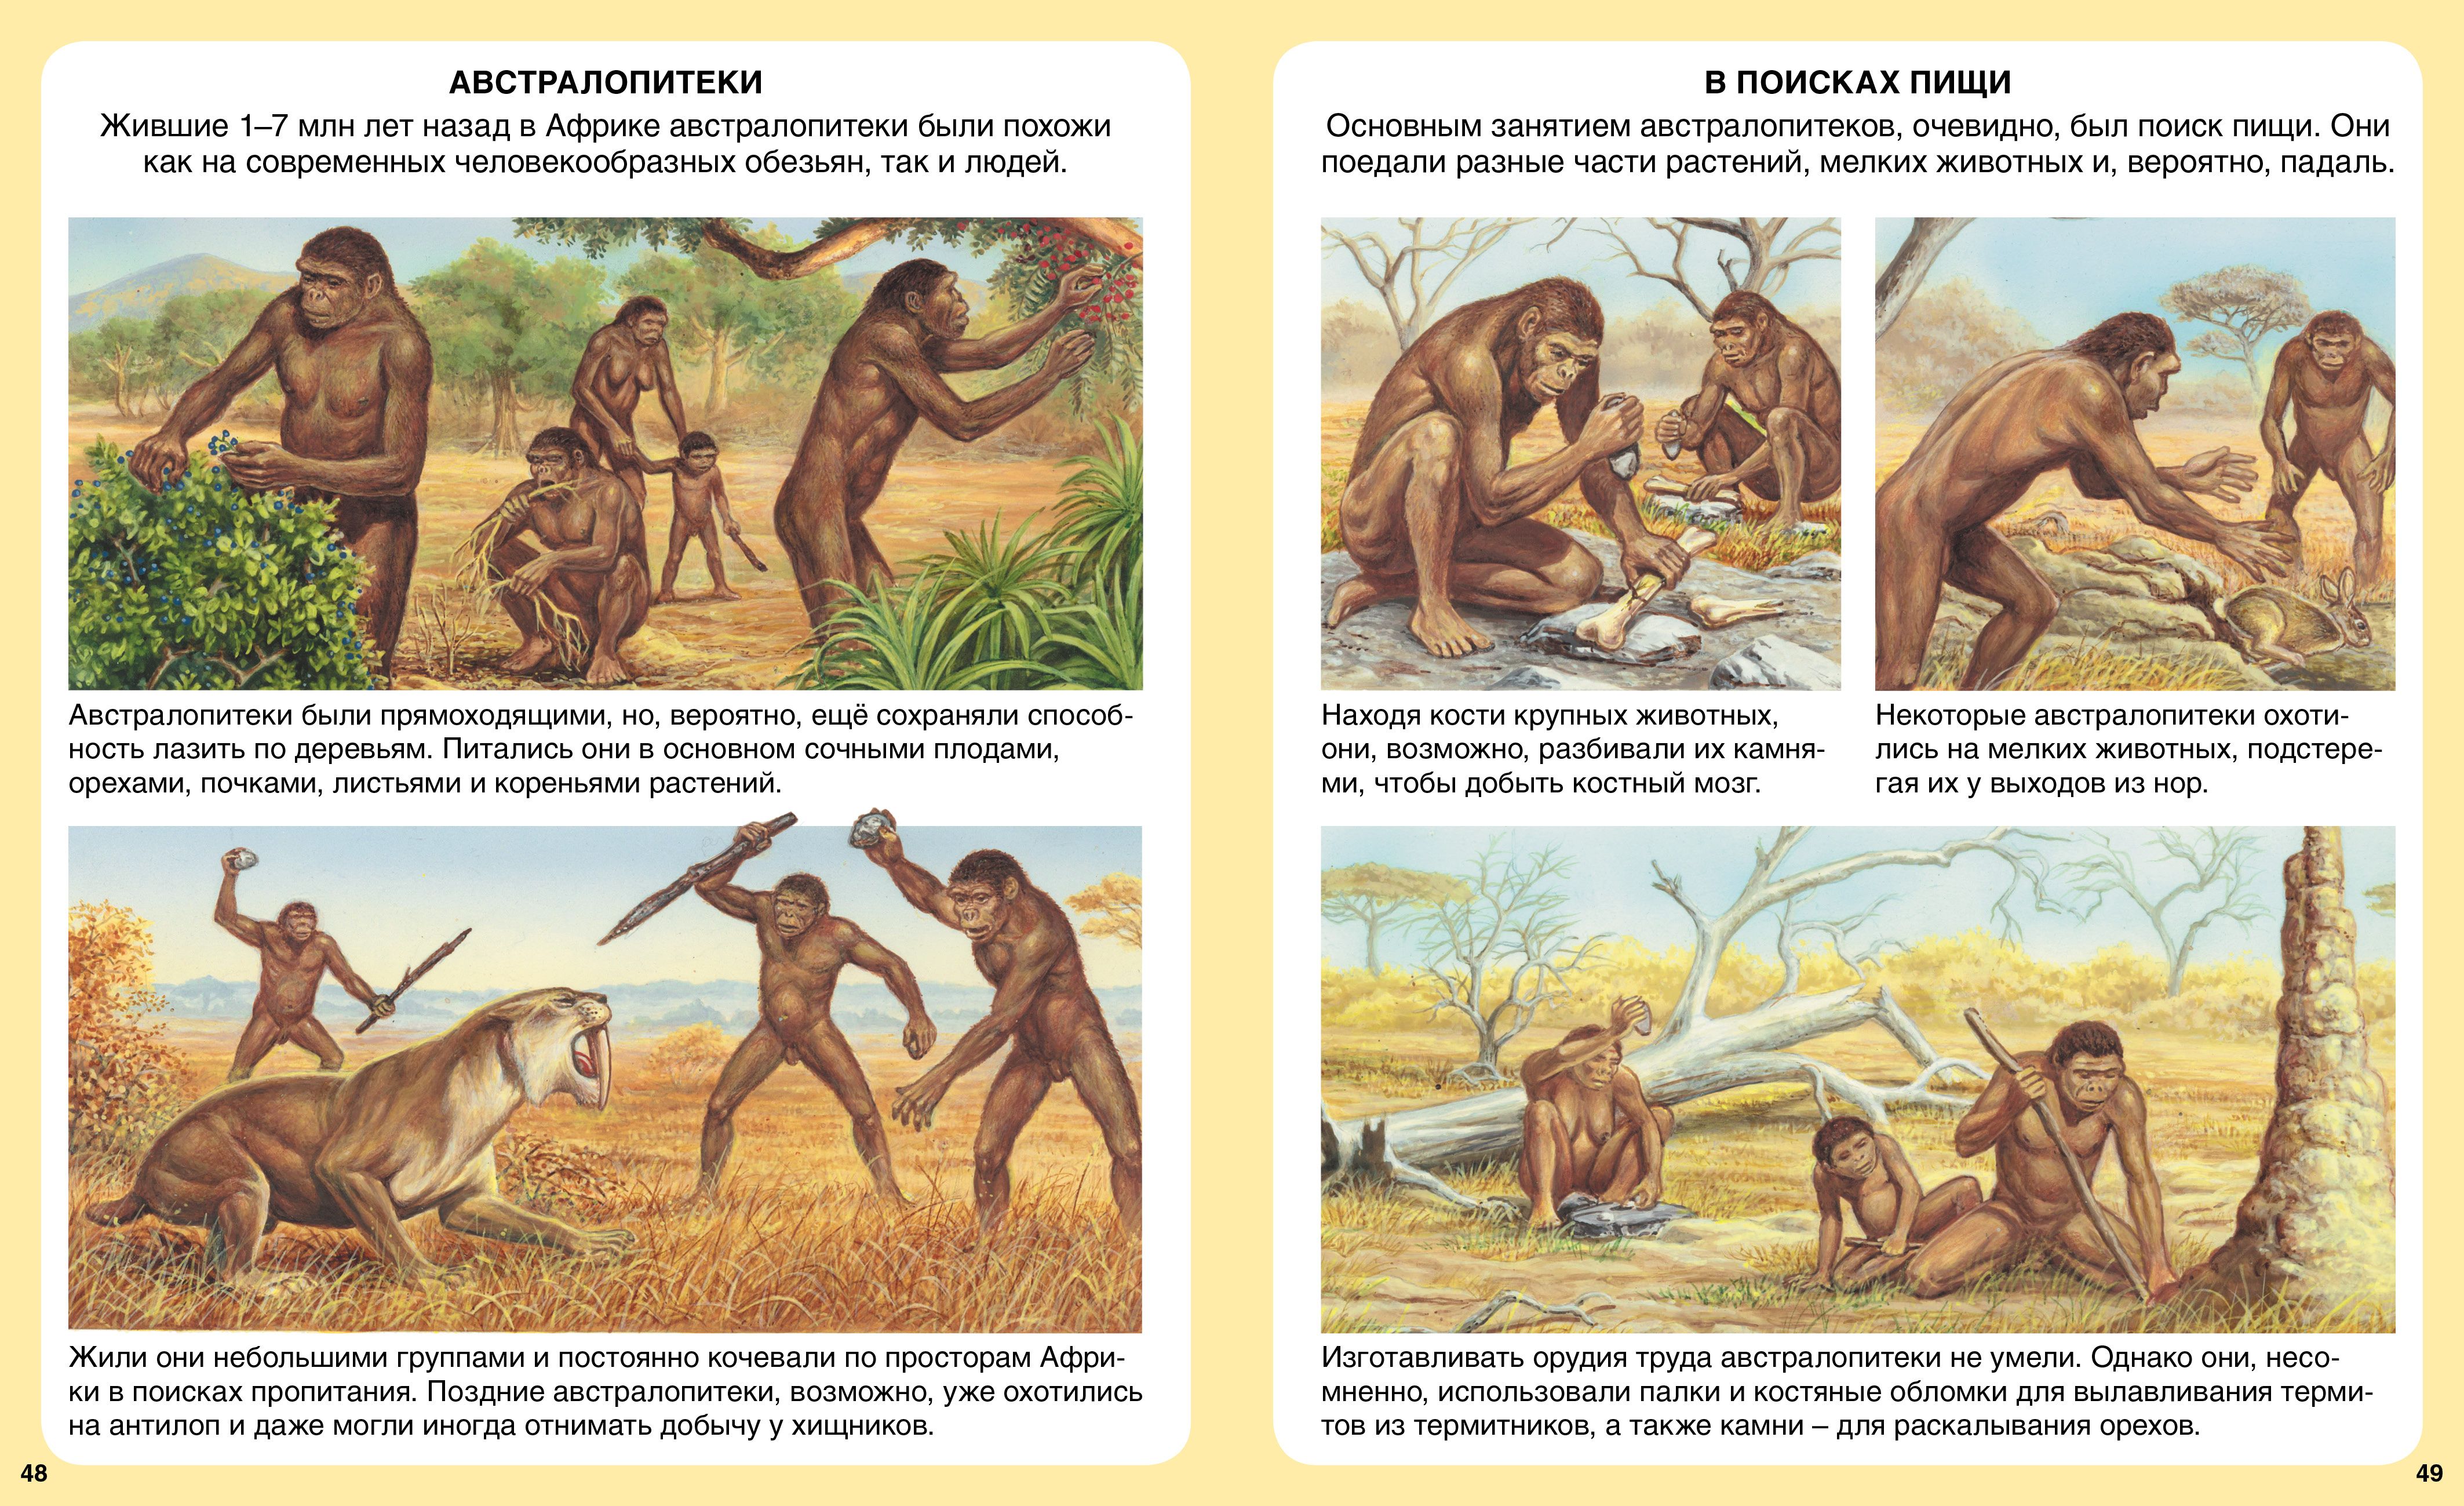 АВСТРАЛОПИТЕКИ
Жившие 1–7 млн лет назад в Африке австралопитеки были похожи
как на современных человекообразных обезьян, так и людей.
Австралопитеки были прямоходящими, но, вероятно, ещё сохраняли способ-
ность лазить по деревьям. Питались они в основном сочными плодами,
орехами, почками, листьями и кореньями растений.
Жили они небольшими группами и постоянно кочевали по просторам Афри-
ки в поисках пропитания. Поздние австралопитеки, возможно, уже охотились
на антилоп и даже могли иногда отнимать добычу у хищников.
48
В ПОИСКАХ ПИЩИ
Основным занятием австралопитеков, очевидно, был поиск пищи. Они
поедали разные части растений, мелких животных и, вероятно, падаль.
Находя кости крупных животных,
они, возможно, разбивали их камня-
ми, чтобы добыть костный мозг.
Некоторые австралопитеки охоти-
лись на мелких животных, подстере-
гая их у выходов из нор.
Изготавливать орудия труда австралопитеки не умели. Однако они, несо-
мненно, использовали палки и костяные обломки для вылавливания терми-
тов из термитников, а также камни – для раскалывания орехов.
49